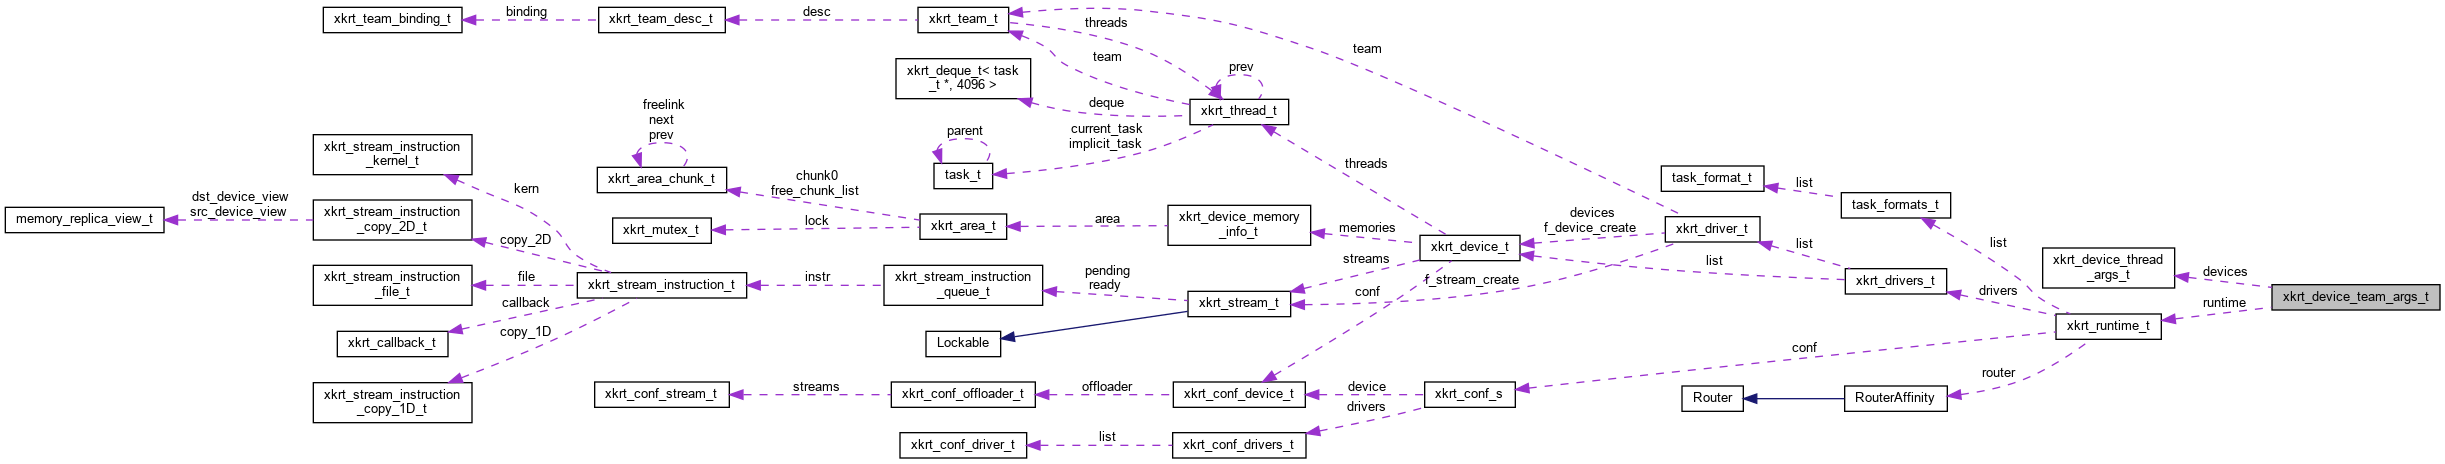 xkrt_team_binding_t
binding
xkrt_team_desc_t
desc
xkrt_team_t
threads
team
team
xkrt_deque_t< task
_t *, 4096 >
prev
deque
xkrt_thread_t
current_task
implicit_task
parent
task_t
freelink
next
prev
xkrt_area_chunk_t
chunk0
free_chunk_list
xkrt_mutex_t
lock
xkrt_area_t
area
xkrt_device_memory
_info_t
memories
threads
xkrt_device_t
devices
f_device_create
xkrt_driver_t
list
list
task_format_t
list
task_formats_t
list
xkrt_stream_instruction
_kernel_t
kern
dst_device_view
src_device_view
memory_replica_view_t
xkrt_stream_instruction
_copy_2D_t
copy_2D
xkrt_stream_instruction
_file_t
file
xkrt_stream_instruction_t
callback
xkrt_callback_t
copy_1D
xkrt_stream_instruction
_copy_1D_t
instr
xkrt_stream_instruction
_queue_t
pending
ready
xkrt_stream_t
streams
conf
f_stream_create
Lockable
xkrt_drivers_t
drivers
xkrt_device_thread
_args_t
devices
xkrt_device_team_args_t
runtime
xkrt_runtime_t
conf
router
xkrt_conf_stream_t
streams
xkrt_conf_offloader_t
offloader
xkrt_conf_device_t
device
xkrt_conf_s
drivers
xkrt_conf_driver_t
list
xkrt_conf_drivers_t
Router
RouterAffinity